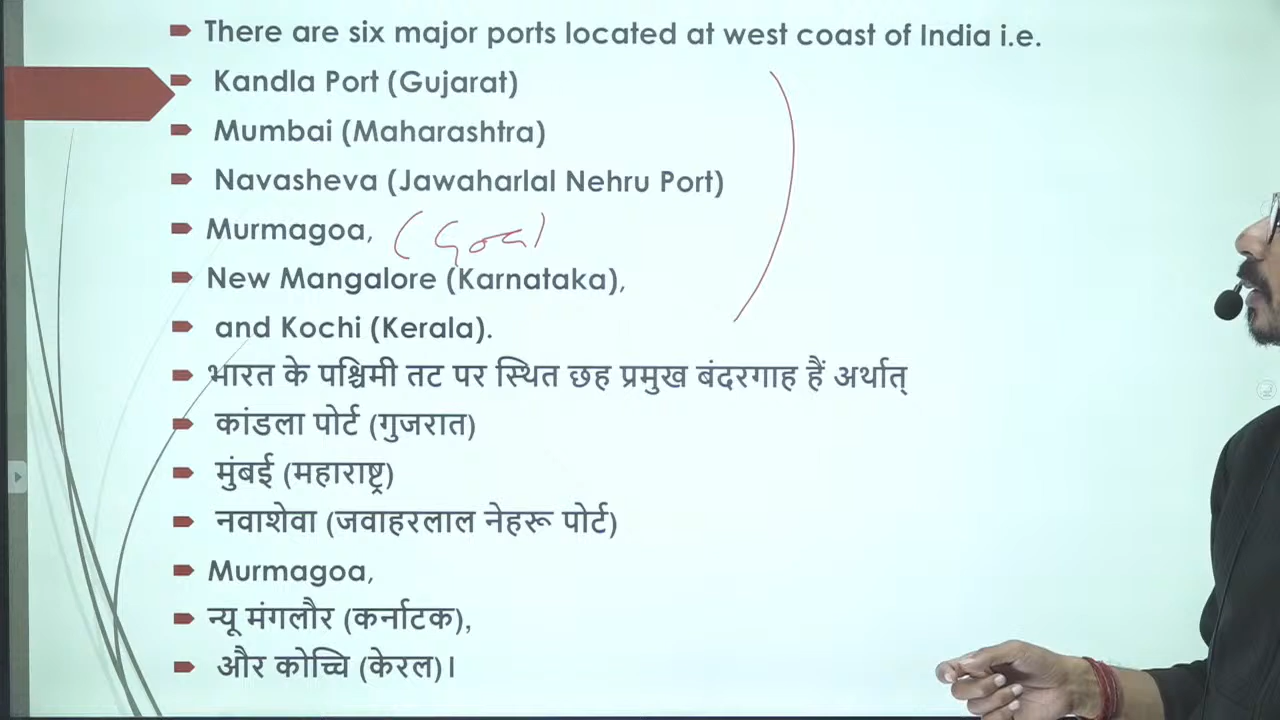 There are six major ports located at west coast of India i.e.
Kandla Port (Gujarat)
Mumbai (Maharashtra)
Navasheva (Jawaharlal Nehru Port)
Murmagoa, (Goa)
New Mangalore (Karnataka),
and Kochi (Kerala).
भारत के पश्चिमी तट पर स्थित छह प्रमुख बंदरगाह हैं अर्थात्
कांडला पोर्ट (गुजरात)
मुंबई (महाराष्ट्र)
नवाशेवा (जवाहरलाल नेहरू पोर्ट)
Murmagoa,
न्यू मंगलौर (कर्नाटक),
और कोच्चि (केरल)।